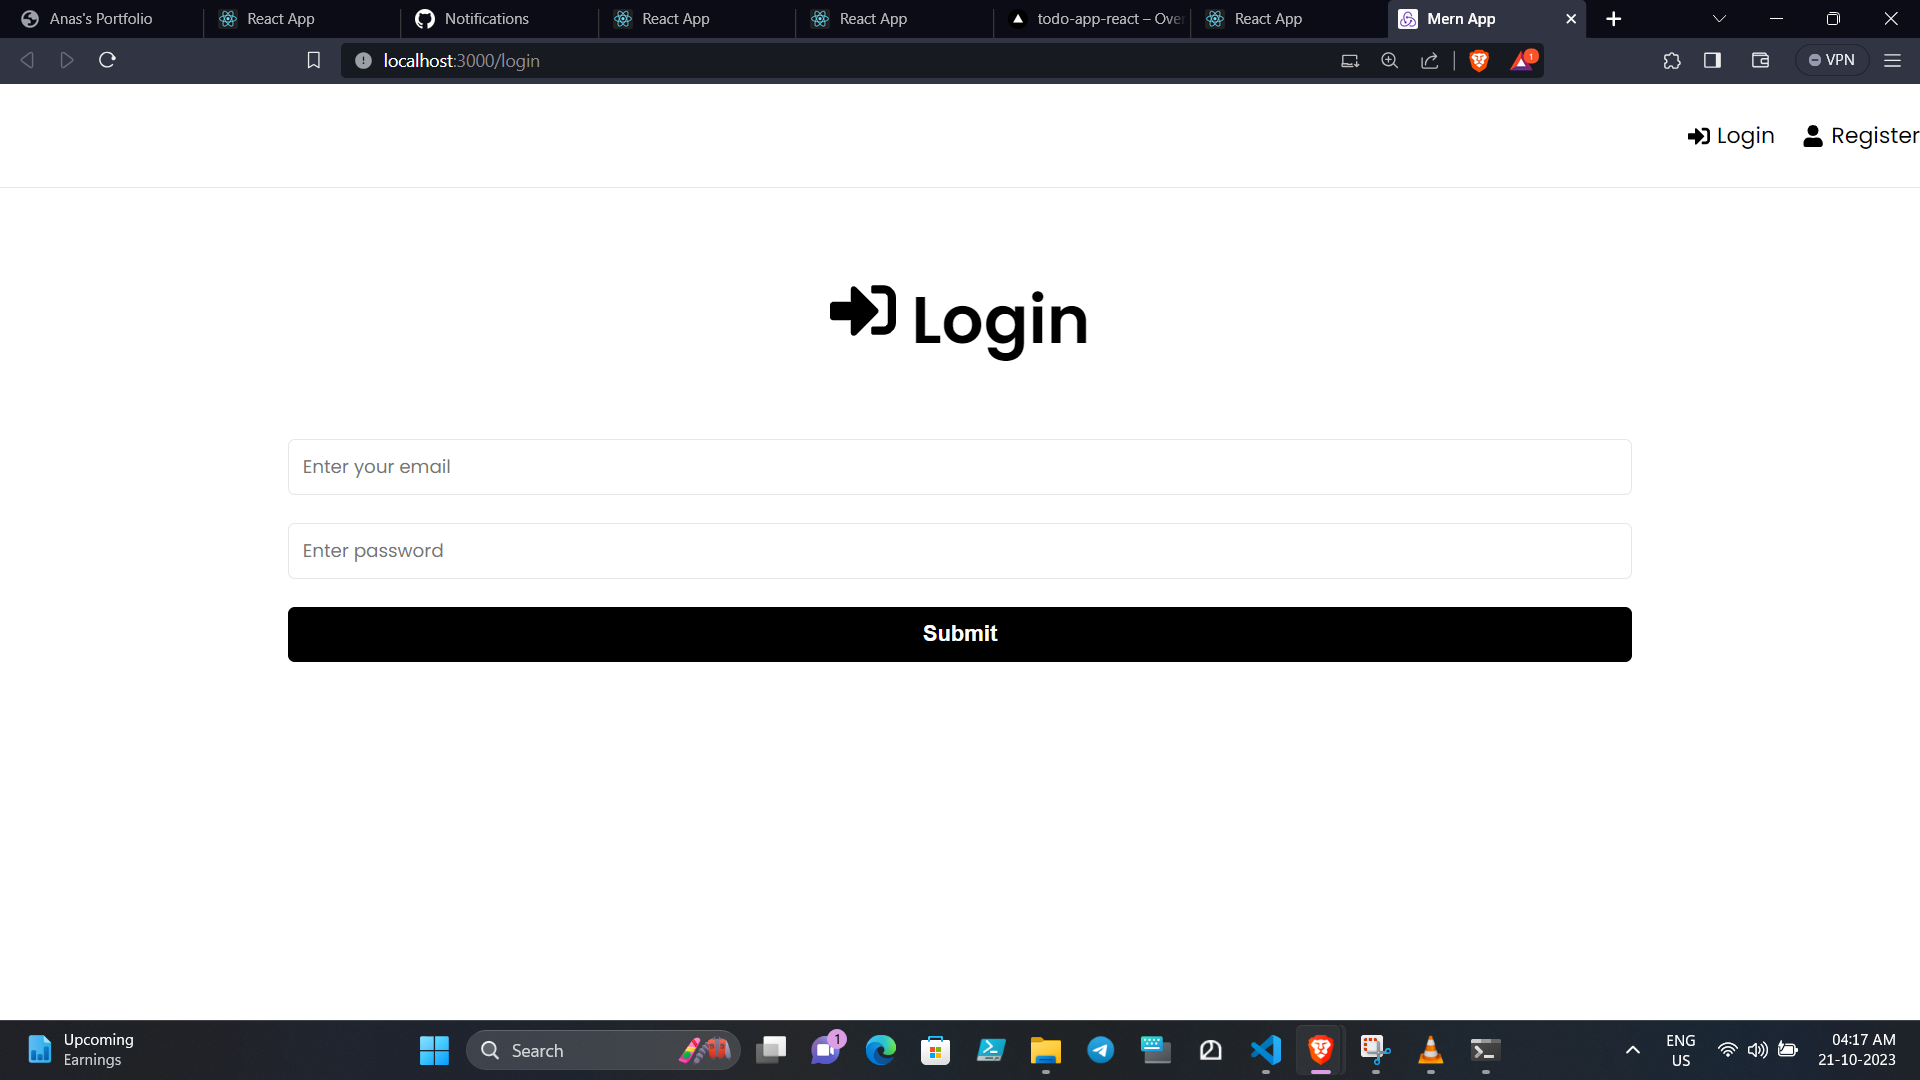 Anas's Portfolio
React App
Notifications
React App
React App
todo-app-react – Over
React App
Mern App
localhost:3000/login
1
VPN
Login
Register
Login
Enter your email
Enter password
Submit
Upcoming
Earnings
Search
1
ENG
US
04:17 AM
21-10-2023